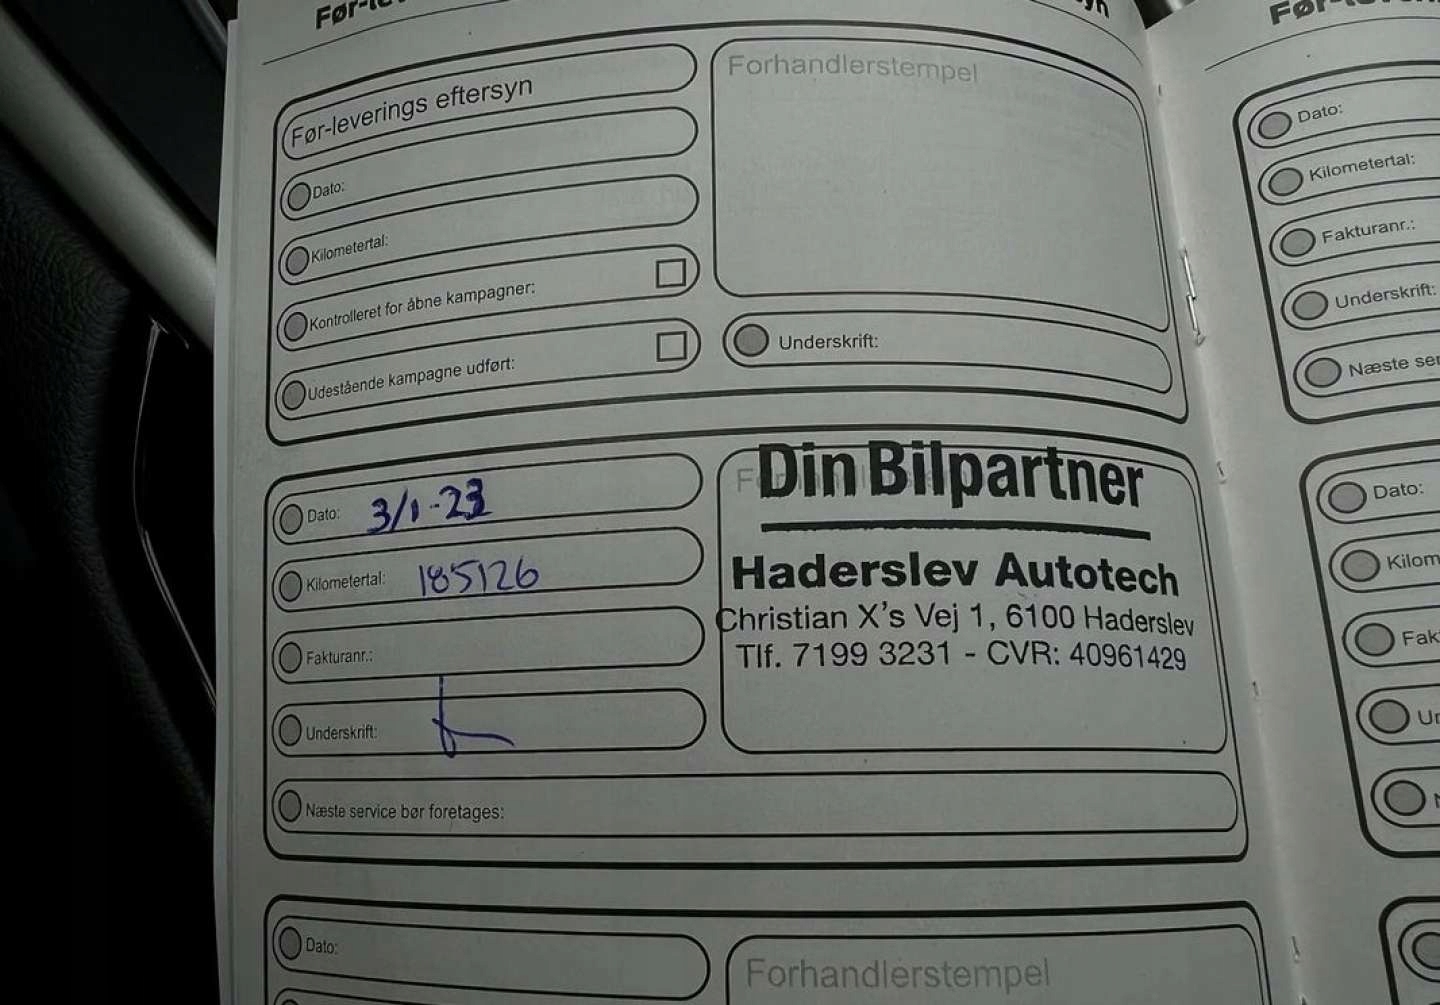 Før-leverings eftersyn
Forhandlerstempel
Dato:
Kilometertal:
Kontrolleret for åbne kampagner:
Udestående kampagne udført:
Underskrift:
Dato: 3/1-23
Kilometertal: 185126
Fakturanr.:
Underskrift:
Næste service bør foretages:
Din Bilpartner
Haderslev Autotech
Christian X's Vej 1, 6100 Haderslev
Tlf. 7199 3231 - CVR: 40961429
Dato:
Forhandlerstempel
Dato:
Kilometertal:
Fakturanr.:
Underskrift:
Næste
Dato: